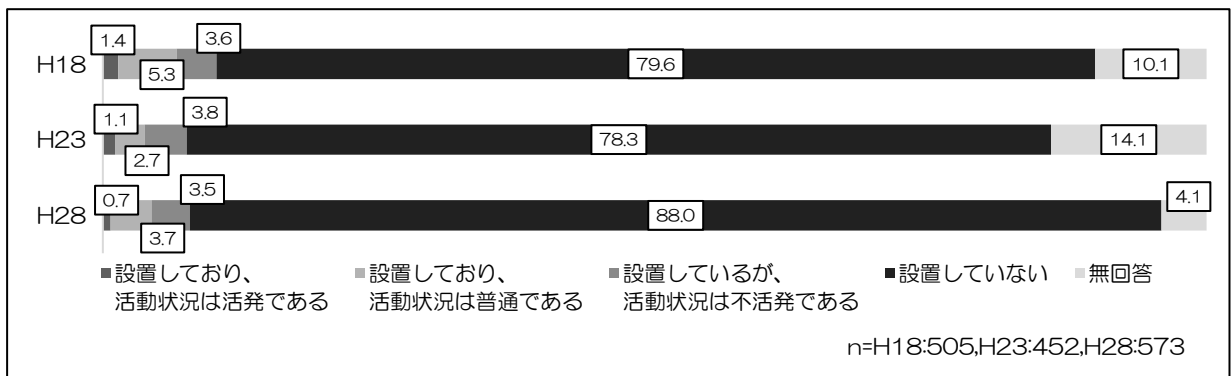 1.4 3.6
H18 5.3 79.6 10.1
1.1 3.8
H23 2.7 78.3 14.1
0.7 3.5 4.1
H28 3.7 88.0
■設置しており、 ■設置しており、 ■設置しているが、 ■設置していない ■無回答
活動状況は活発である 活動状況は普通である 活動状況は不活発である
n=H18:505,H23:452,H28:573